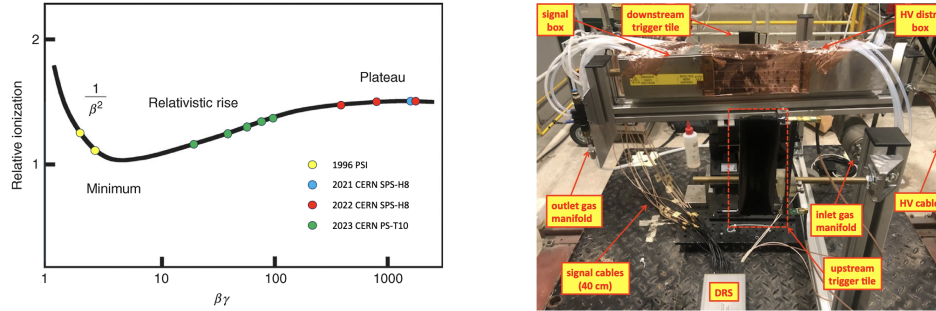 2
1
Relative ionization
1
β²
Relativistic rise
Plateau
Minimum
1996 PSI
2021 CERN SPS-H8
2022 CERN SPS-H8
2023 CERN PS-T10
1
10
100
1000
βγ
signal
box
downstream
trigger tile
HV distr
box
outlet gas
manifold
signal cables
(40 cm)
DRS
inlet gas
manifold
HV cable
upstream
trigger tile